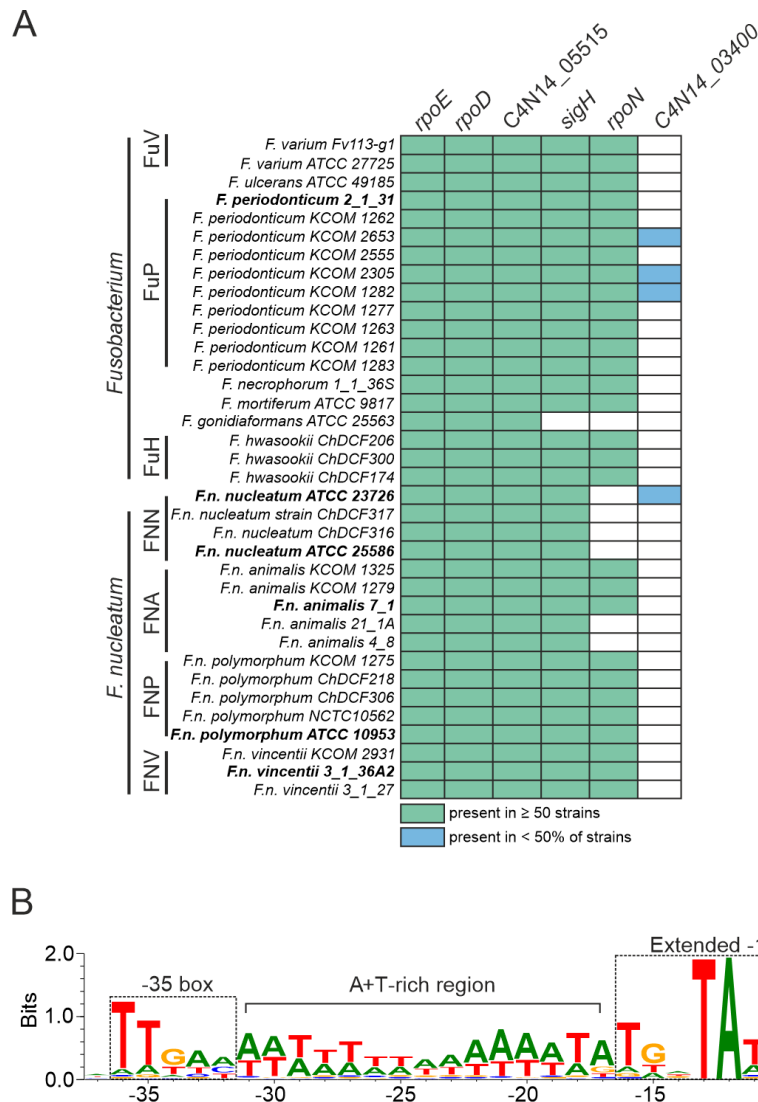 A
rpoE rpoD C4N14_05515 sigH rpoN C4N14_03400
Fusobacterium
F. nucleatum
FuV
FuP
FuH
FNN
FNA
FNP
FNV
F. varium Fv113-g1
F. varium ATCC 27725
F. ulcerans ATCC 49185
F. periodonticum 2_1_31
F. periodonticum KCOM 1262
F. periodonticum KCOM 2653
F. periodonticum KCOM 2555
F. periodonticum KCOM 2305
F. periodonticum KCOM 1282
F. periodonticum KCOM 1277
F. periodonticum KCOM 1263
F. periodonticum KCOM 1261
F. periodonticum KCOM 1283
F. necrophorum 1_1_36S
F. mortiferum ATCC 9817
F. gonidiaformans ATCC 25563
F. hwasookii ChDCF206
F. hwasookii ChDCF300
F. hwasookii ChDCF174
F.n. nucleatum ATCC 23726
F.n. nucleatum strain ChDCF317
F.n. nucleatum ChDCF316
F.n. nucleatum ATCC 25586
F.n. animalis KCOM 1325
F.n. animalis KCOM 1279
F.n. animalis 7_1
F.n. animalis 21_1A
F.n. animalis 4_8
F.n. polymorphum KCOM 1275
F.n. polymorphum ChDCF218
F.n. polymorphum ChDCF306
F.n. polymorphum NCTC10562
F.n. polymorphum ATCC 10953
F.n. vincentii KCOM 2931
F.n. vincentii 3_1_36A2
F.n. vincentii 3_1_27
present in ≥ 50 strains
present in < 50% of strains
B
Extended -1
-35 box
A+T-rich region
Bits
2.0
1.0
0.0
TTGAAAATTTTTTAAAAAATATG TAT
-35 -30 -25 -20 -15